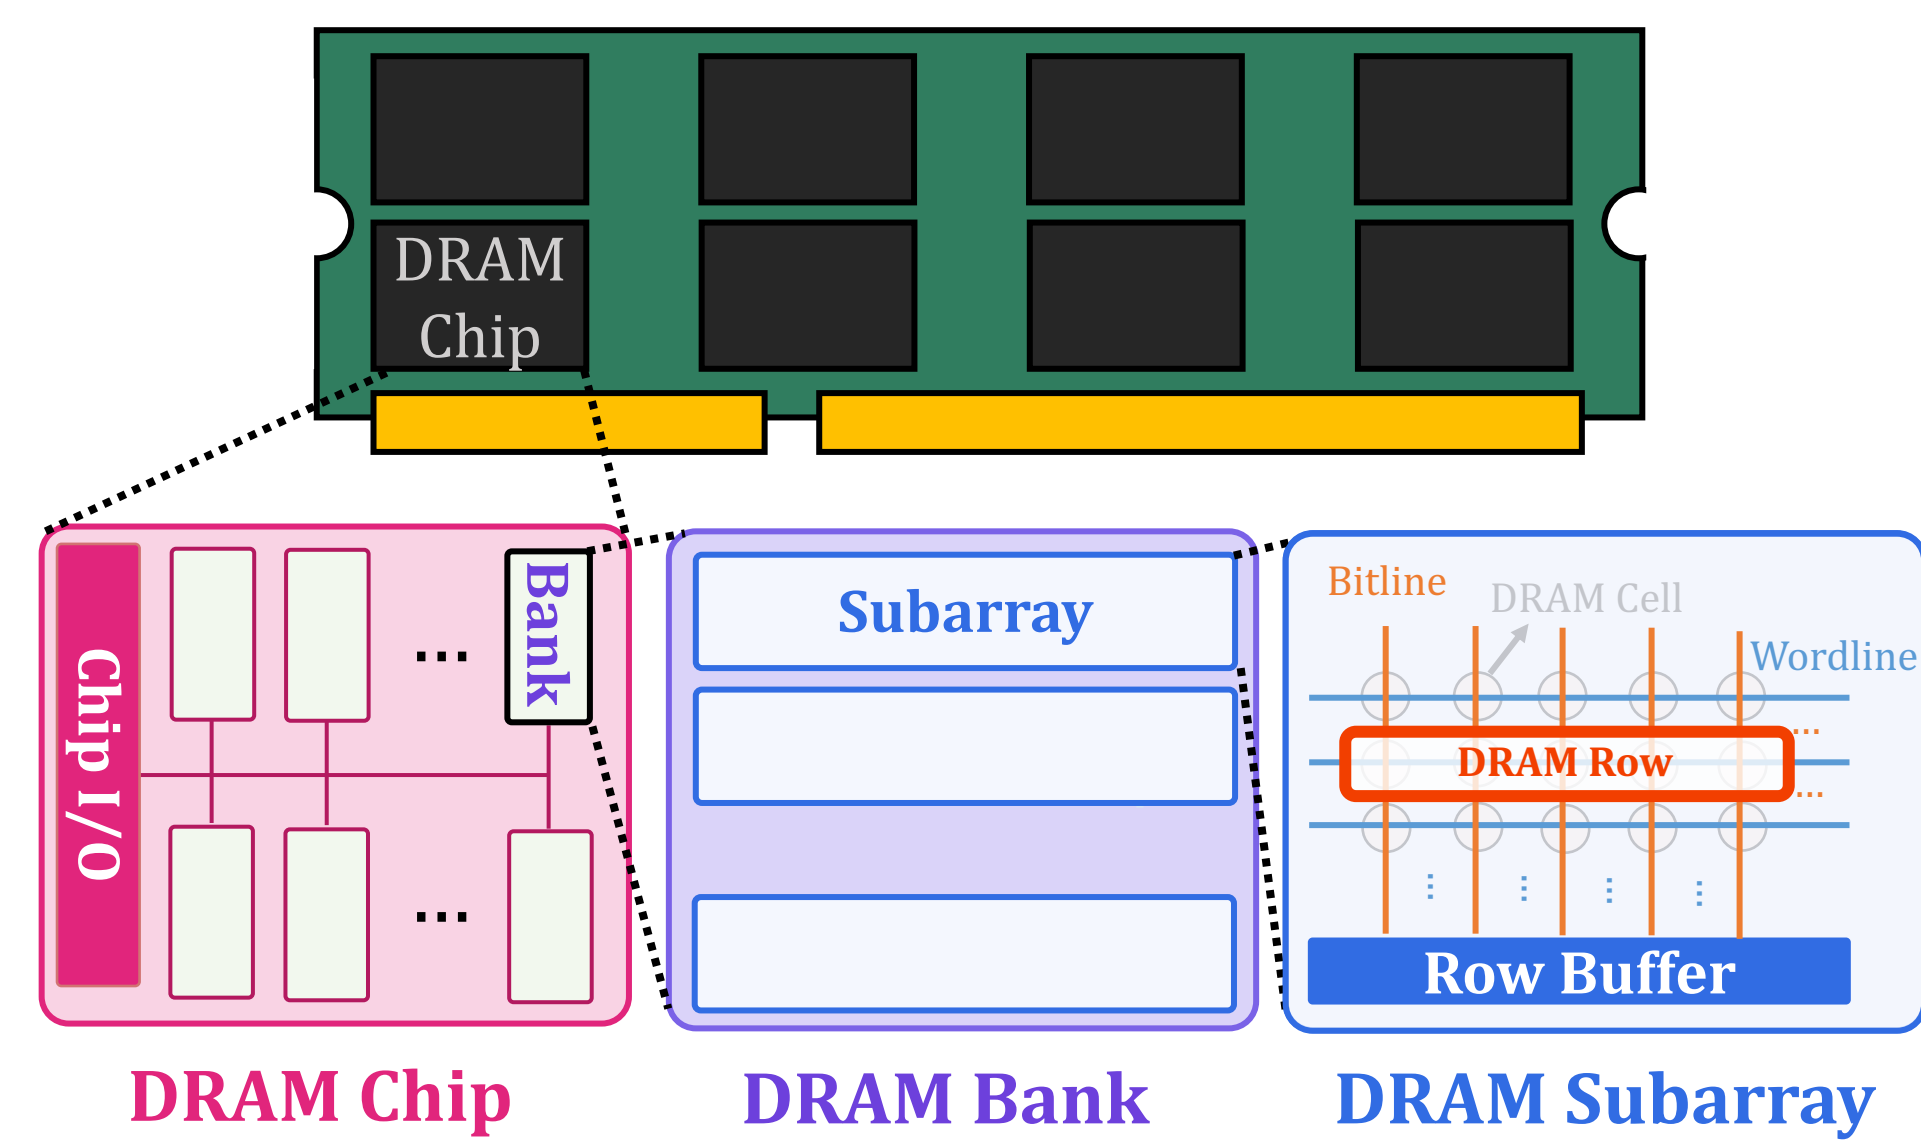 DRAM
Chip
Chip I/O
...
Bank
...
Subarray
Bitline
DRAM Cell
Wordline
...
DRAM Row
...
... ... ... ...
Row Buffer
DRAM Chip
DRAM Bank
DRAM Subarray